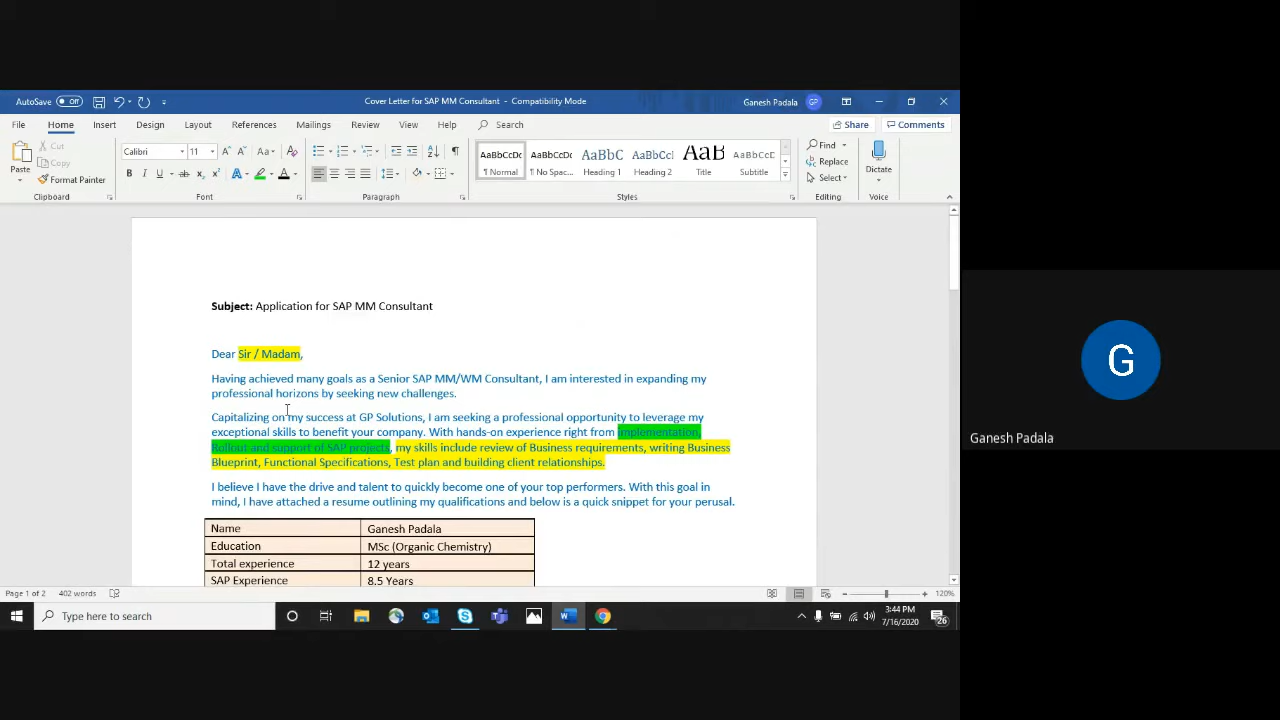 AutoSave Off
Cover Letter for SAP MM Consultant - Compatibility Mode
Ganesh Padala GP
File Home Insert Design Layout References Mailings Review View Help Search Share Comments
Paste Cut Copy Format Painter
Calibri 11
AaBbCcDc ¶ Normal
AaBbCcDc ¶ No Spac...
AaBbC Heading 1
AaBbCcI Heading 2
AaB Title
AaBbCcD Subtitle
Find Replace Select
Dictate
Clipboard Font Paragraph Styles Editing Voice
Subject: Application for SAP MM Consultant
Dear Sir / Madam,
Having achieved many goals as a Senior SAP MM/WM Consultant, I am interested in expanding my
professional horizons by seeking new challenges.
Capitalizing on my success at GP Solutions, I am seeking a professional opportunity to leverage my
exceptional skills to benefit your company. With hands-on experience right from implementation,
Rollout and support of SAP projects, my skills include review of Business requirements, writing Business
Blueprint, Functional Specifications, Test plan and building client relationships.
I believe I have the drive and talent to quickly become one of your top performers. With this goal in
mind, I have attached a resume outlining my qualifications and below is a quick snippet for your perusal.
Name Ganesh Padala
Education MSc (Organic Chemistry)
Total experience 12 years
SAP Experience 8.5 Years
Page 1 of 2 402 words 120%
Type here to search
3:44 PM
7/16/2020
26
G
Ganesh Padala